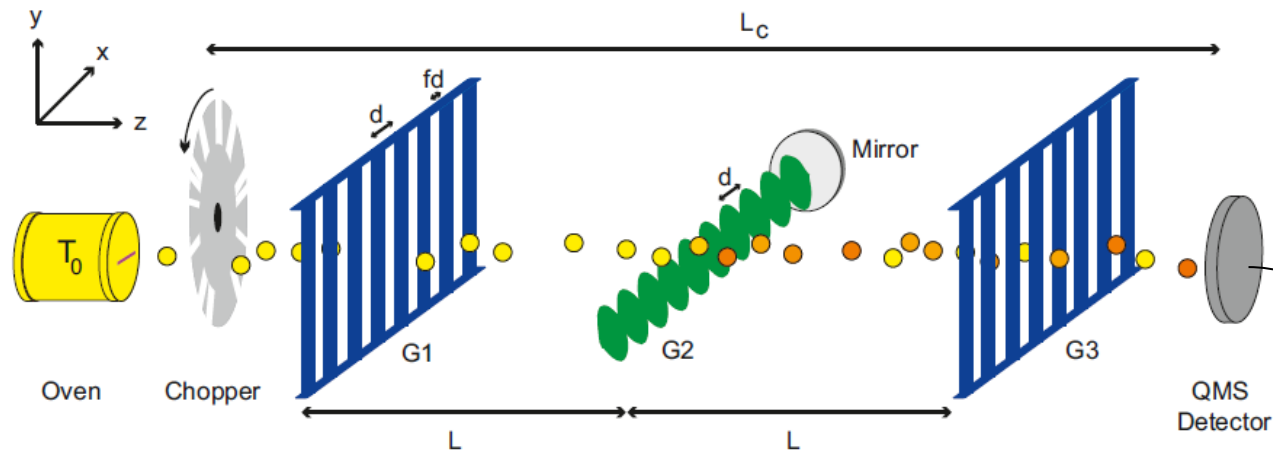 y
x
z
L_C
fd
d
d
Mirror
T_0
G1
G2
G3
Oven
Chopper
QMS
Detector
L
L